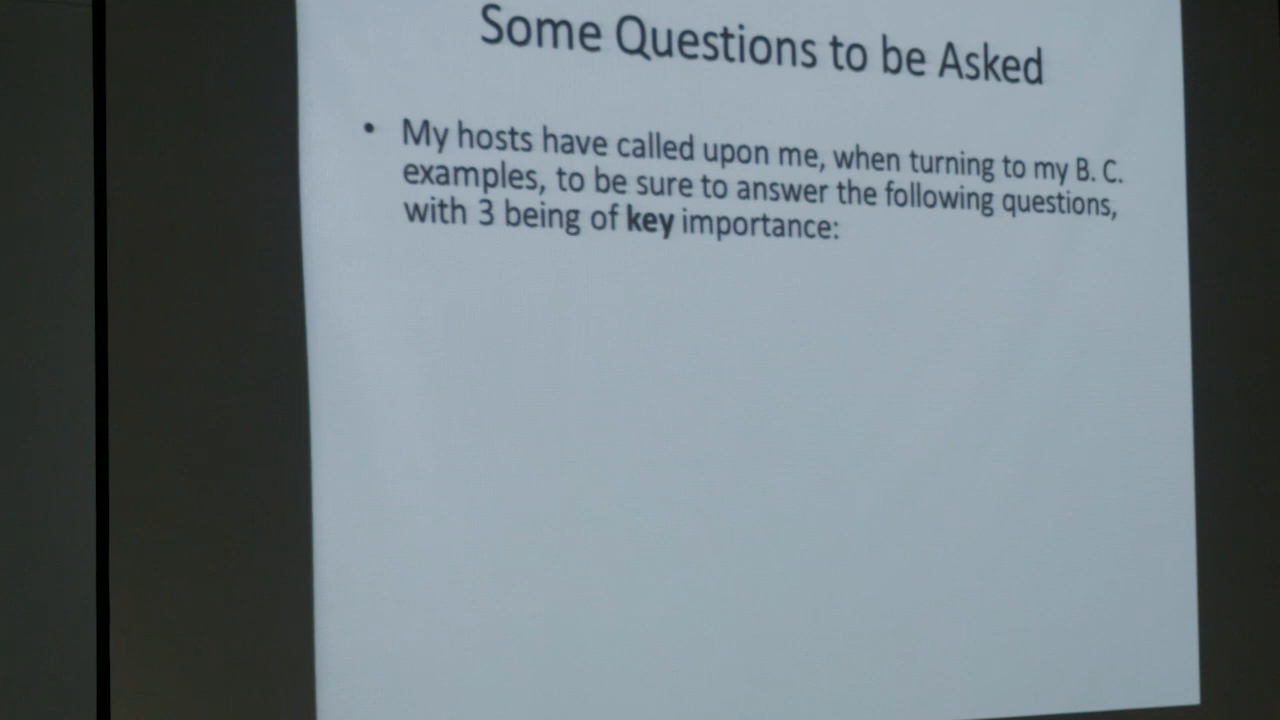 Some Questions to be Asked
• My hosts have called upon me, when turning to my B. C.
examples, to be sure to answer the following questions,
with 3 being of key importance: